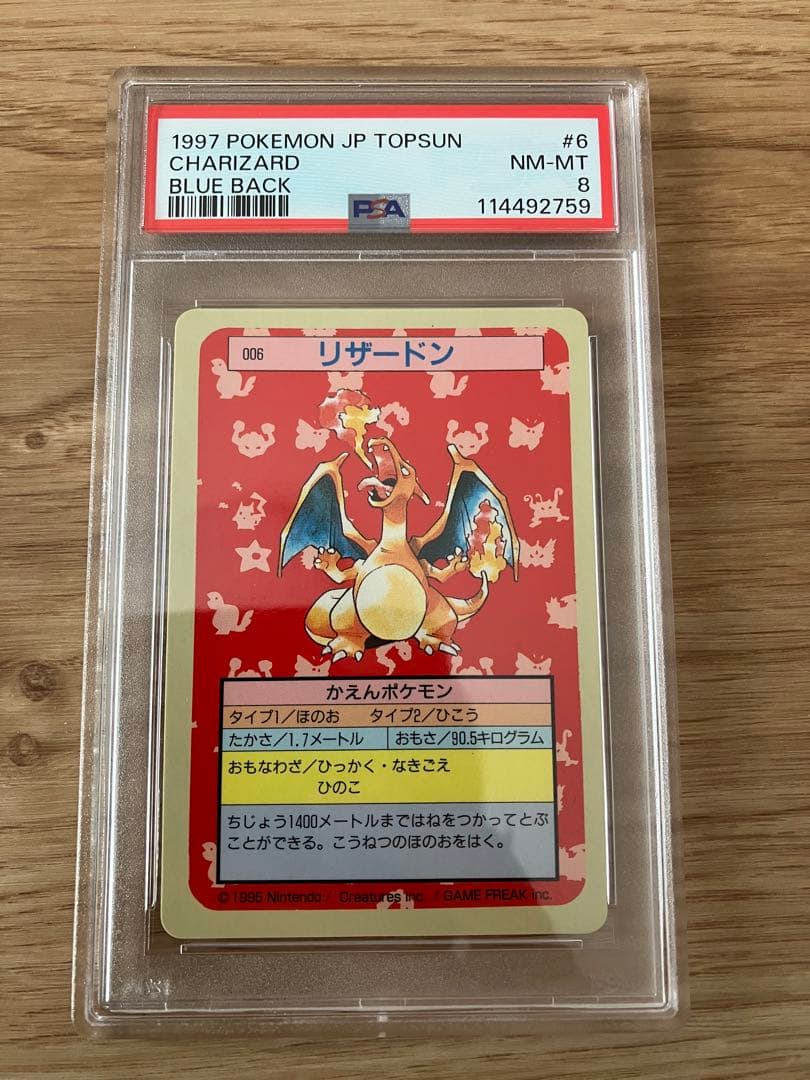 1997 POKEMON JP TOPSUN #6
CHARIZARD NM-MT
BLUE BACK 8
PSA 114492759
006 リザードン
かえんポケモン
タイプ1/ほのお タイプ2/ひこう
たかさ/1.7メートル おもさ/90.5キログラム
おもなわざ/ひっかく・なきごえ
ひのこ
ちじょう1400メートルまではねをつかってとぶ
ことができる。こうねつのほのおをはく。
©1995 Nintendo / Creatures inc. / GAME FREAK inc.